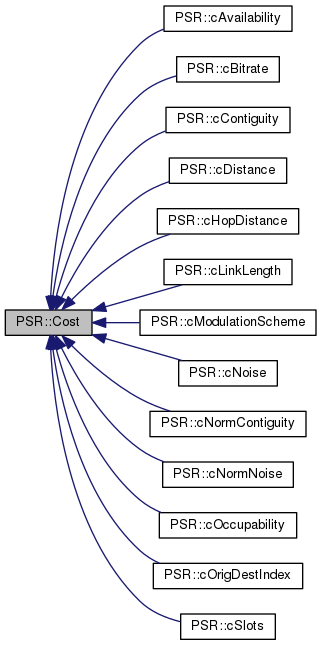 PSR::cAvailability
PSR::cBitrate
PSR::cContiguity
PSR::cDistance
PSR::cHopDistance
PSR::cLinkLength
PSR::Cost
PSR::cModulationScheme
PSR::cNoise
PSR::cNormContiguity
PSR::cNormNoise
PSR::cOccupability
PSR::cOrigDestIndex
PSR::cSlots